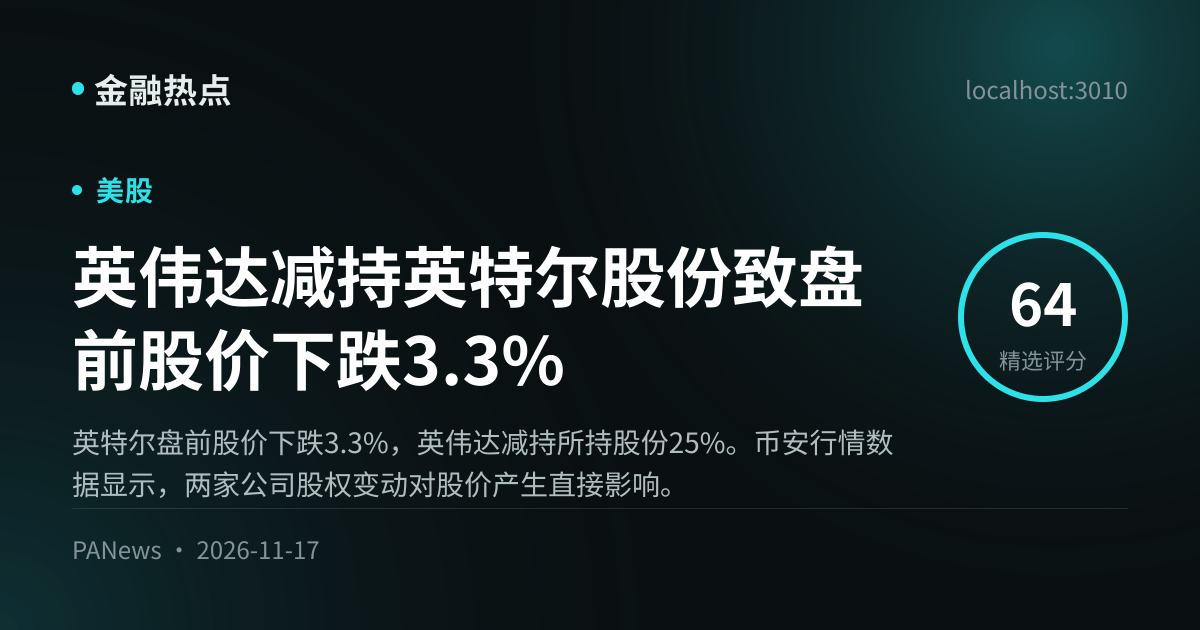 金融热点
localhost:3010
美股
英伟达减持英特尔股份致盘
前股价下跌3.3%
64
精选评分
英特尔盘前股价下跌3.3%，英伟达减持所持股份25%。币安行情数
据显示，两家公司股权变动对股价产生直接影响。
PANews • 2026-11-17